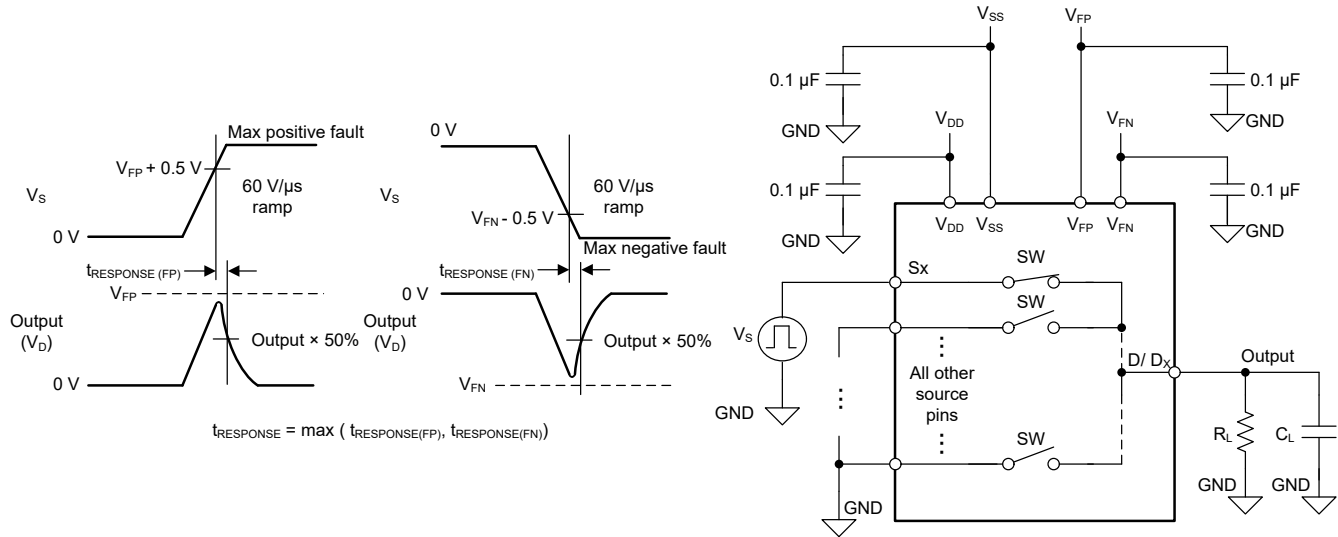 Max positive fault
V_FP + 0.5 V
60 V/µs
ramp
V_S
0 V
t_RESPONSE (FP)
V_FP
Output
(V_D)
Output × 50%
0 V
0 V
60 V/µs
ramp
V_FN - 0.5 V
Max negative fault
t_RESPONSE (FN)
0 V
Output
(V_D)
Output × 50%
V_FN
t_RESPONSE = max ( t_RESPONSE(FP), t_RESPONSE(FN))
V_SS
V_FP
0.1 µF
0.1 µF
GND
GND
V_DD
V_FN
0.1 µF
0.1 µF
GND
GND
V_DD
V_SS
V_FP
V_FN
Sx
SW
SW
V_S
GND
All other
source
pins
SW
GND
D/ D_X
Output
R_L
C_L
GND
GND